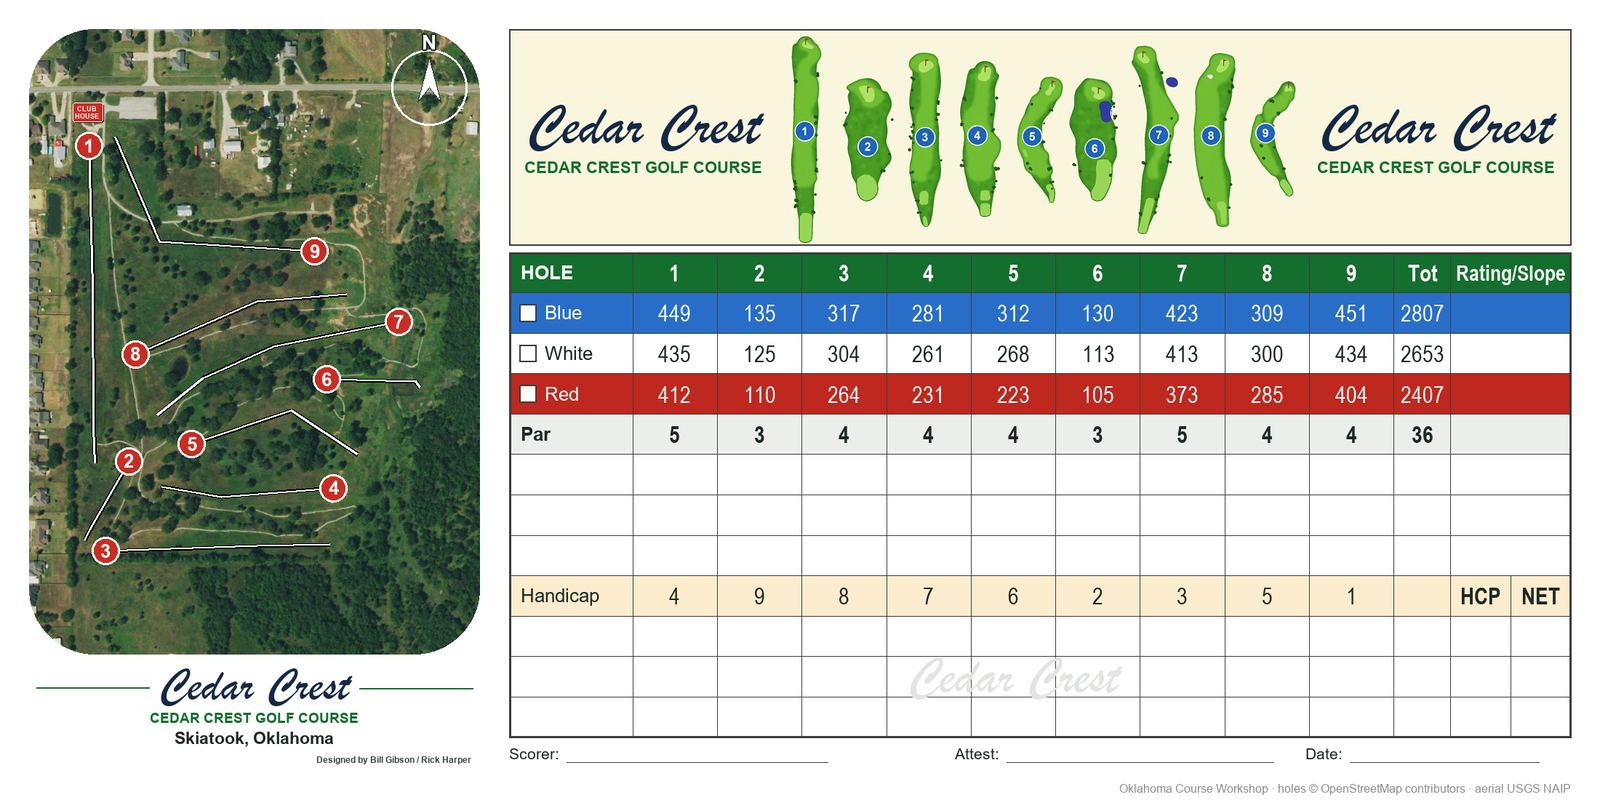 N
CLUB
HOUSE
1
9
7
8
6
5
2
4
3
Cedar Crest
CEDAR CREST GOLF COURSE
Skiatook, Oklahoma
Designed by Bill Gibson / Rick Harper
Cedar Crest
CEDAR CREST GOLF COURSE
1 2 3 4 5 6 7 8 9
Cedar Crest
CEDAR CREST GOLF COURSE
HOLE 1 2 3 4 5 6 7 8 9 Tot Rating/Slope
Blue 449 135 317 281 312 130 423 309 451 2807
White 435 125 304 261 268 113 413 300 434 2653
Red 412 110 264 231 223 105 373 285 404 2407
Par 5 3 4 4 4 3 5 4 4 36
Handicap 4 9 8 7 6 2 3 5 1 HCP NET
Cedar Crest
Scorer: Attest: Date:
Oklahoma Course Workshop · holes © OpenStreetMap contributors · aerial USGS NAIP